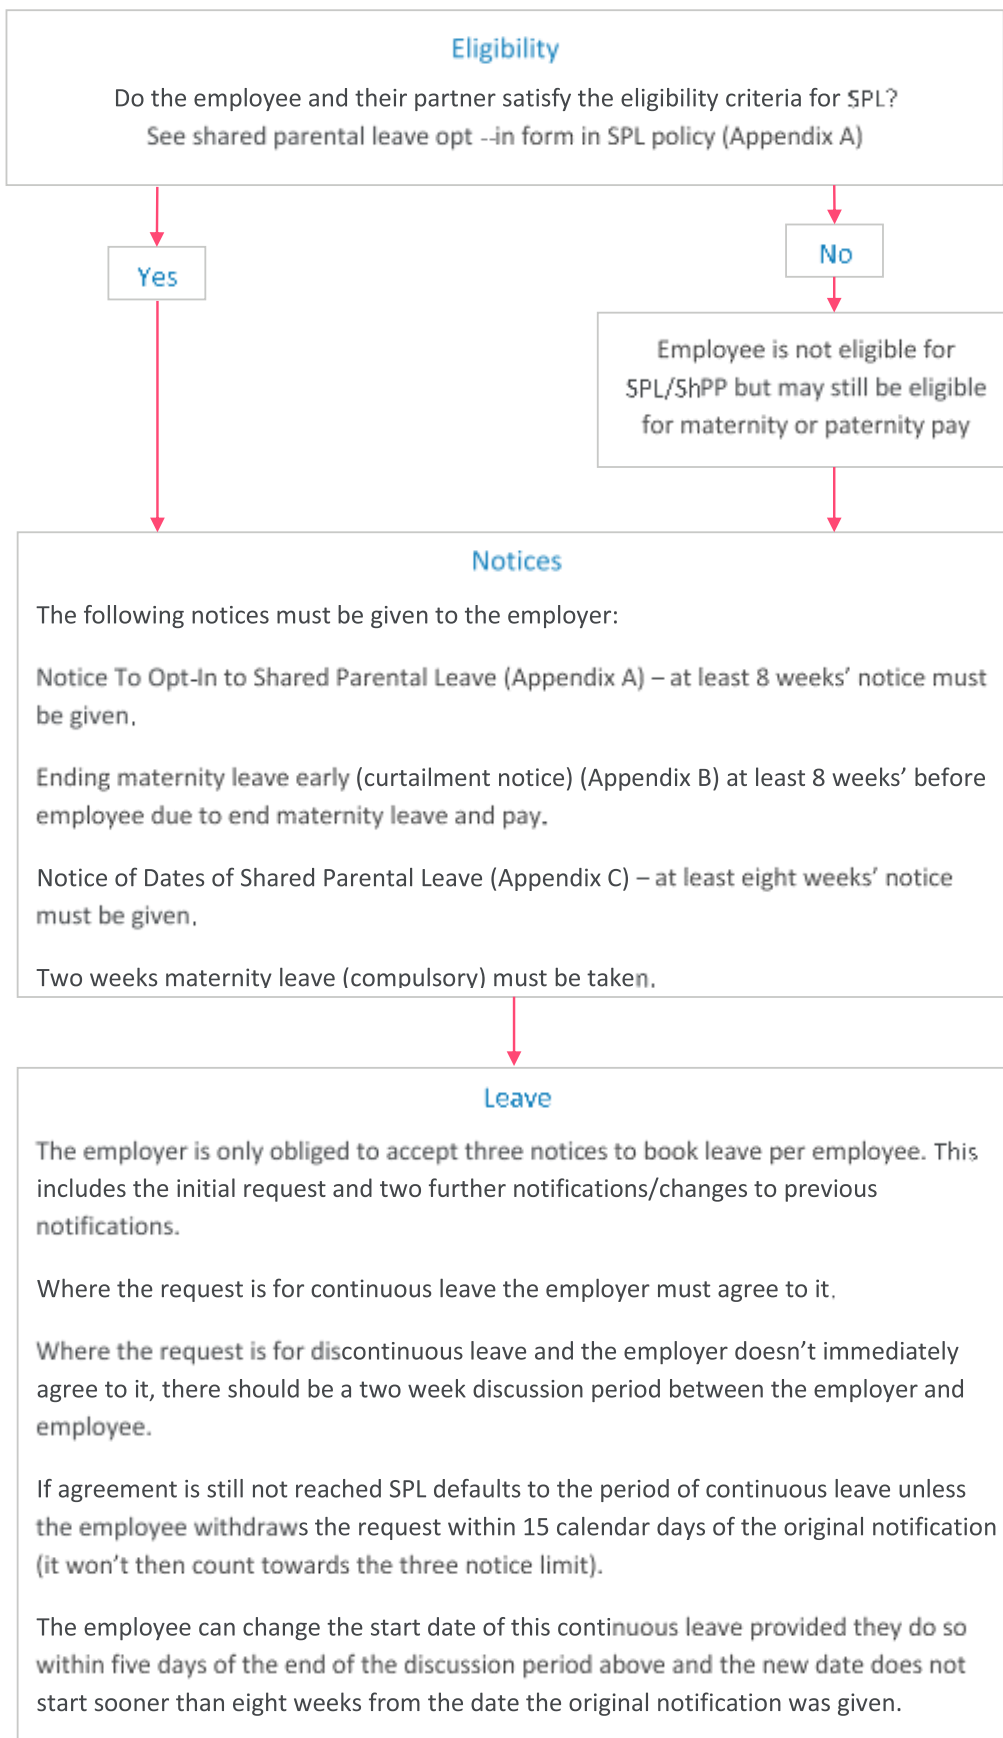 Eligibility
Do the employee and their partner satisfy the eligibility criteria for SPL?
See shared parental leave opt --in form in SPL policy (Appendix A)
Yes
No
Employee is not eligible for
SPL/ShPP but may still be eligible
for maternity or paternity pay
Notices
The following notices must be given to the employer:
Notice To Opt-In to Shared Parental Leave (Appendix A) – at least 8 weeks’ notice must
be given.
Ending maternity leave early (curtailment notice) (Appendix B) at least 8 weeks’ before
employee due to end maternity leave and pay.
Notice of Dates of Shared Parental Leave (Appendix C) – at least eight weeks’ notice
must be given.
Two weeks maternity leave (compulsory) must be taken.
Leave
The employer is only obliged to accept three notices to book leave per employee. This
includes the initial request and two further notifications/changes to previous
notifications.
Where the request is for continuous leave the employer must agree to it.
Where the request is for discontinuous leave and the employer doesn’t immediately
agree to it, there should be a two week discussion period between the employer and
employee.
If agreement is still not reached SPL defaults to the period of continuous leave unless
the employee withdraws the request within 15 calendar days of the original notification
(it won’t then count towards the three notice limit).
The employee can change the start date of this continuous leave provided they do so
within five days of the end of the discussion period above and the new date does not
start sooner than eight weeks from the date the original notification was given.